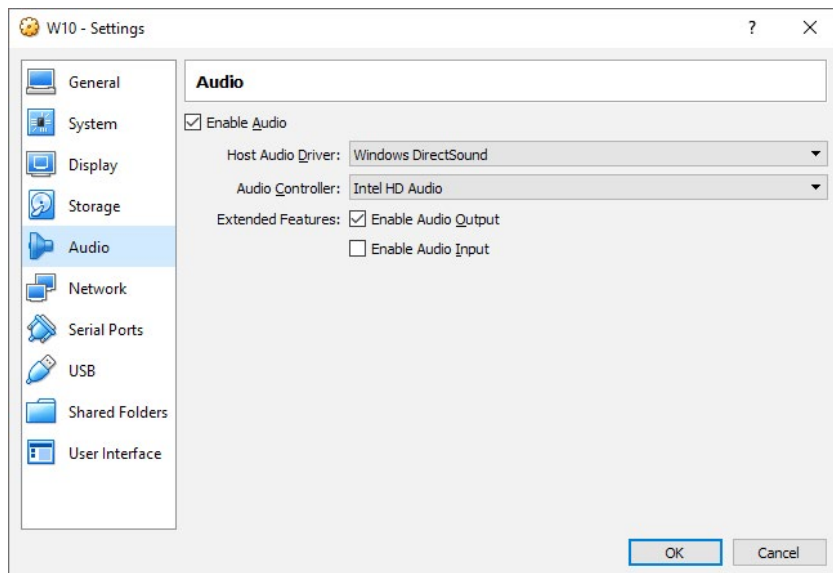 W10 - Settings
General
System
Display
Storage
Audio
Network
Serial Ports
USB
Shared Folders
User Interface
Audio
Enable Audio
Host Audio Driver: Windows DirectSound
Audio Controller: Intel HD Audio
Extended Features: Enable Audio Output
Enable Audio Input
OK Cancel